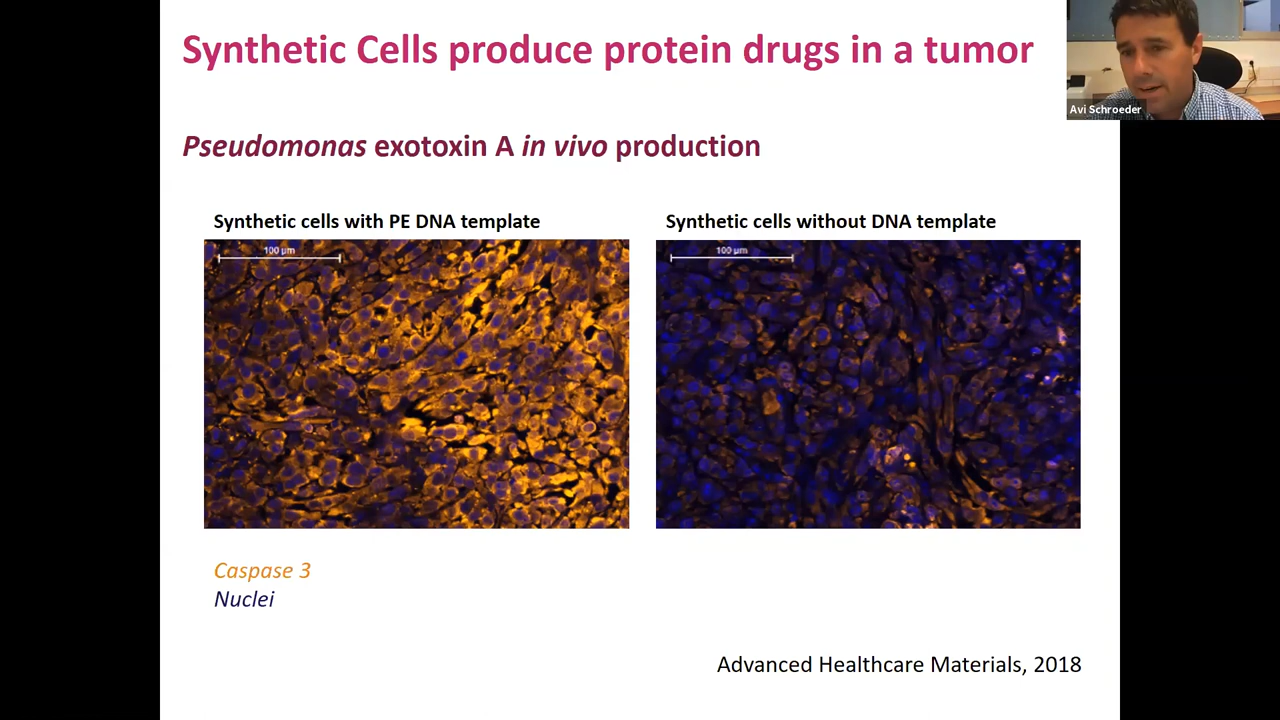 Synthetic Cells produce protein drugs in a tumor
Avi Schroeder
Pseudomonas exotoxin A in vivo production
Synthetic cells with PE DNA template
Synthetic cells without DNA template
100 µm
100 µm
Caspase 3
Nuclei
Advanced Healthcare Materials, 2018